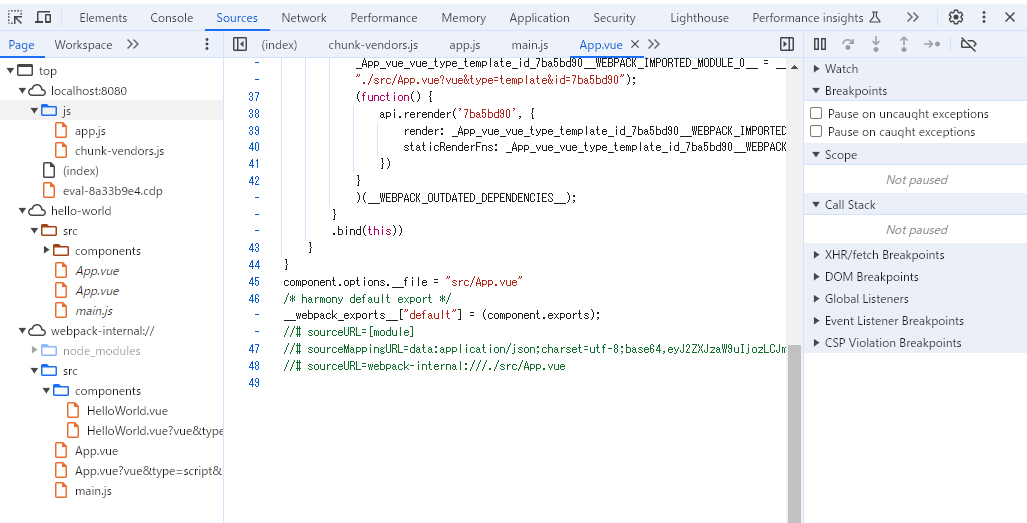 Elements Console Sources Network Performance Memory Application Security Lighthouse Performance insights
Page Workspace
(index) chunk-vendors.js app.js main.js App.vue
top
localhost:8080
js
app.js
chunk-vendors.js
(index)
eval-8a33b9e4.cdp
hello-world
src
components
App.vue
App.vue
main.js
webpack-internal://
node_modules
src
components
HelloWorld.vue
HelloWorld.vue?vue&type
App.vue
App.vue?vue&type=script&
main.js
- _App_vue_vue_type_template_id_7ba5bd90__WEBPACK_IMPORTED_MODULE_0__ = __
- "./src/App.vue?vue&type=template&id=7ba5bd90");
37 (function() {
38 api.rerender('7ba5bd90', {
39 render: _App_vue_vue_type_template_id_7ba5bd90__WEBPACK_IMPORTED
40 staticRenderFns: _App_vue_vue_type_template_id_7ba5bd90__WEBPACK
41 })
42 }
- )(__WEBPACK_OUTDATED_DEPENDENCIES__);
- }
- .bind(this))
43 }
44 }
45 component.options.__file = "src/App.vue"
46 /* harmony default export */
- __webpack_exports__["default"] = (component.exports);
- //# sourceURL=[module]
47 //# sourceMappingURL=data:application/json;charset=utf-8;base64,eyJ2ZXJzaW9uIjozLCJm
48 //# sourceURL=webpack-internal:///./src/App.vue
49
Watch
Breakpoints
Pause on uncaught exceptions
Pause on caught exceptions
Scope
Not paused
Call Stack
Not paused
XHR/fetch Breakpoints
DOM Breakpoints
Global Listeners
Event Listener Breakpoints
CSP Violation Breakpoints